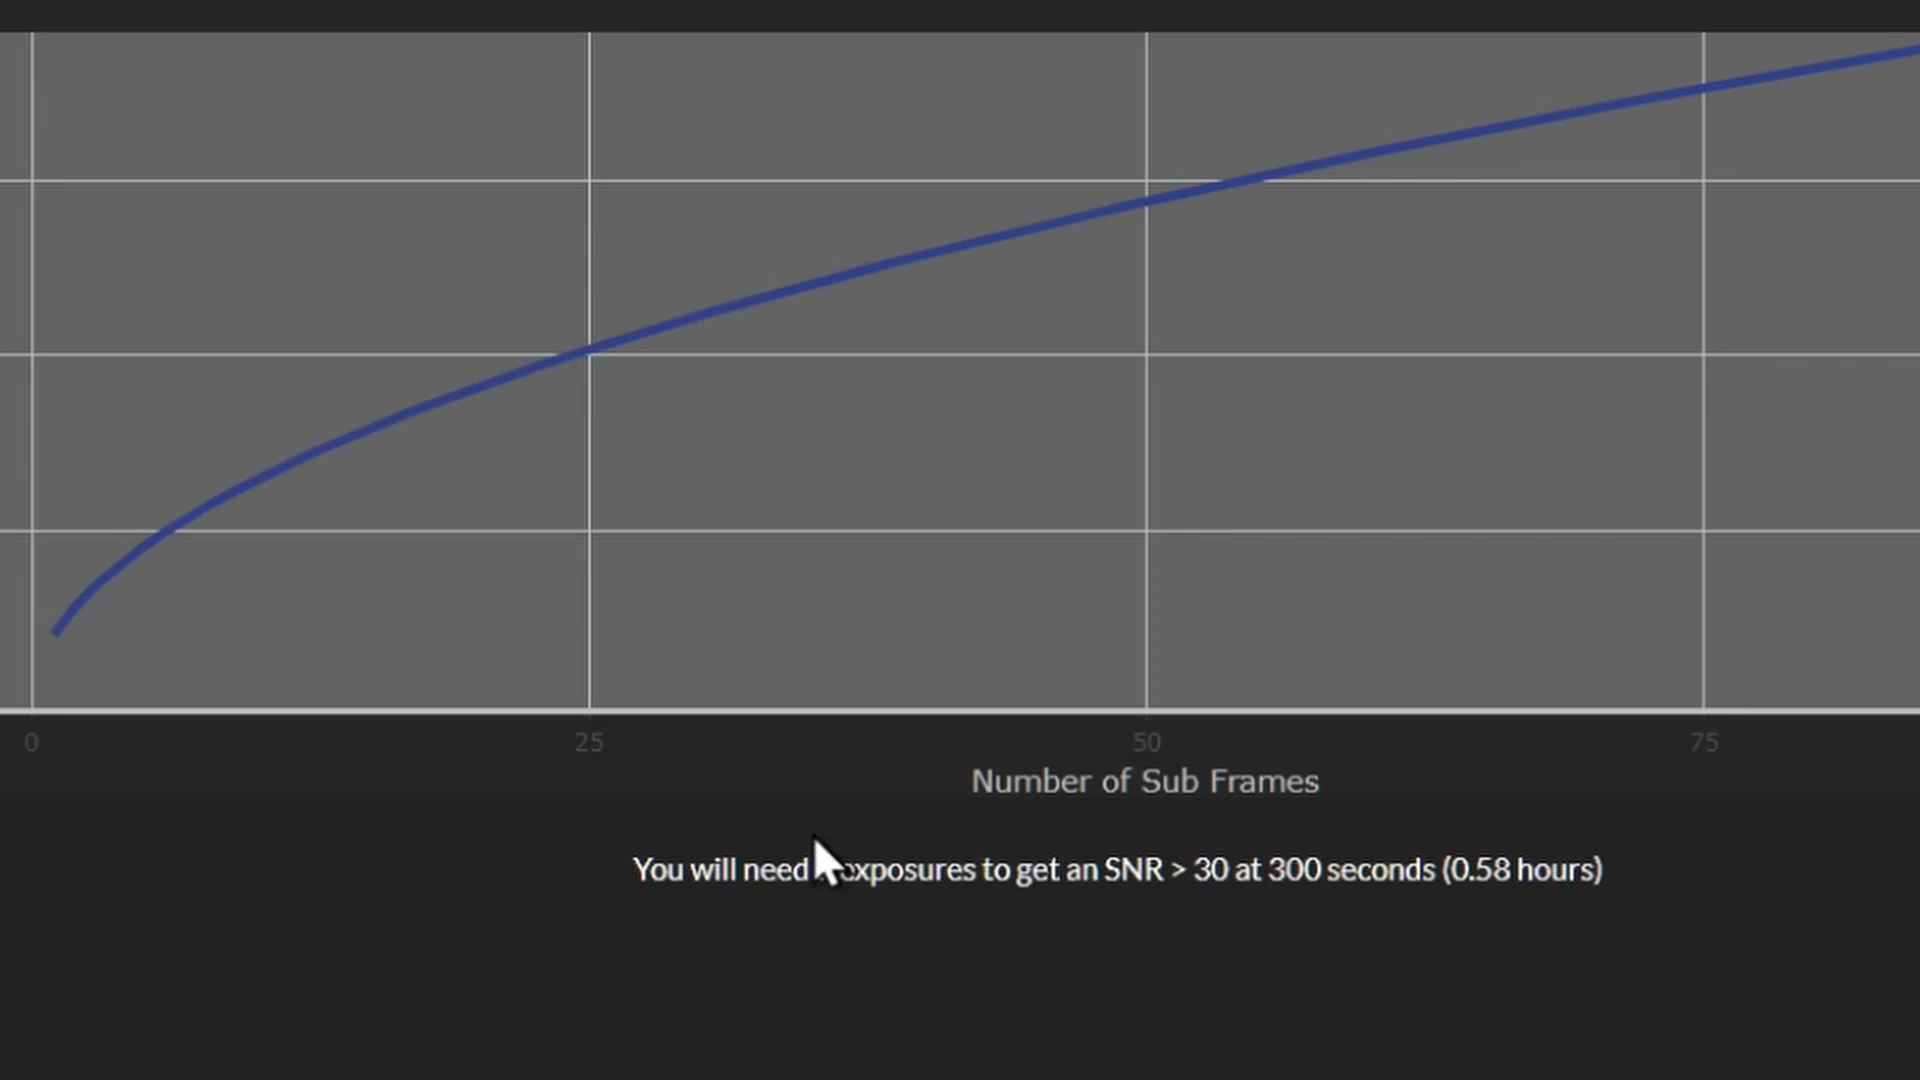 0 25 50 75
Number of Sub Frames
You will need exposures to get an SNR > 30 at 300 seconds (0.58 hours)